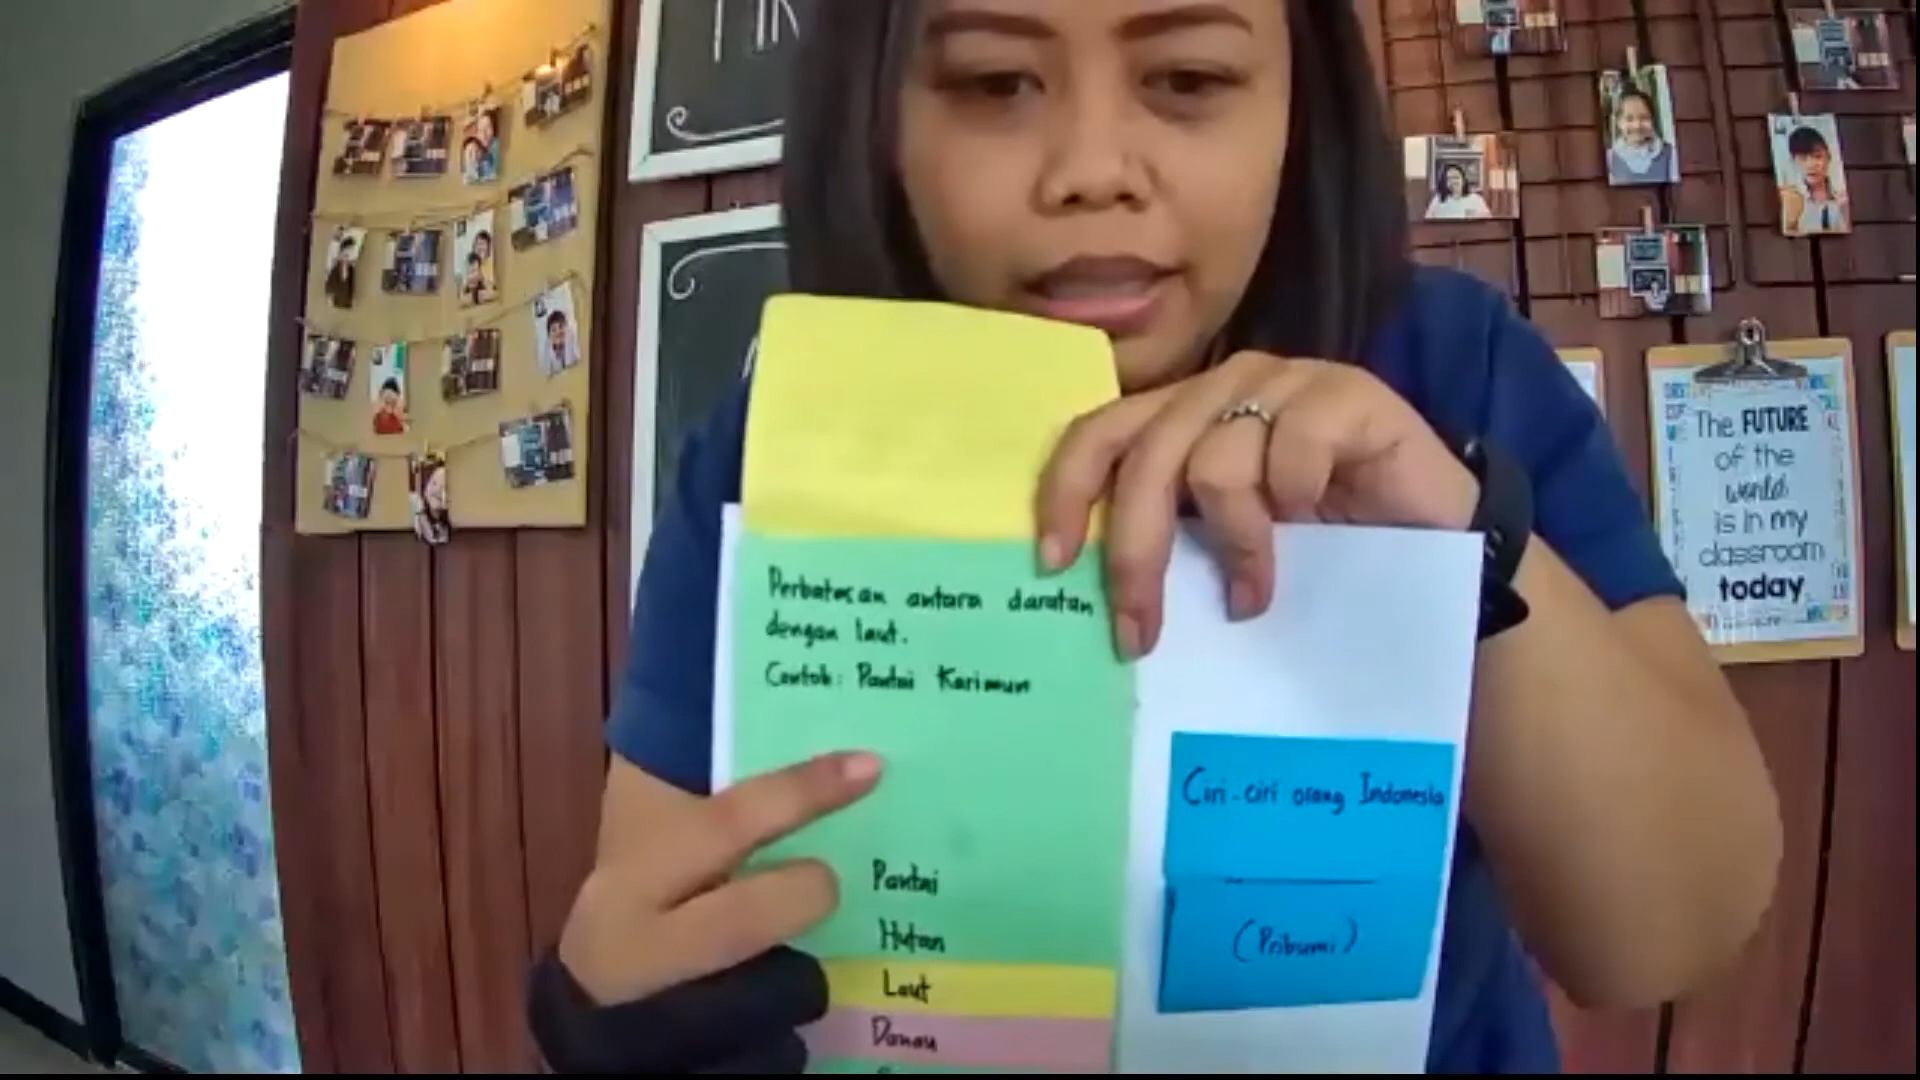 Perbatasan antara daratan
dengan laut.
Contoh: Pantai Karimun
Pantai
Hutan
Laut
Danau
Ciri-ciri orang Indonesia
(Pribumi)
The FUTURE
of the
world
is in my
classroom
today